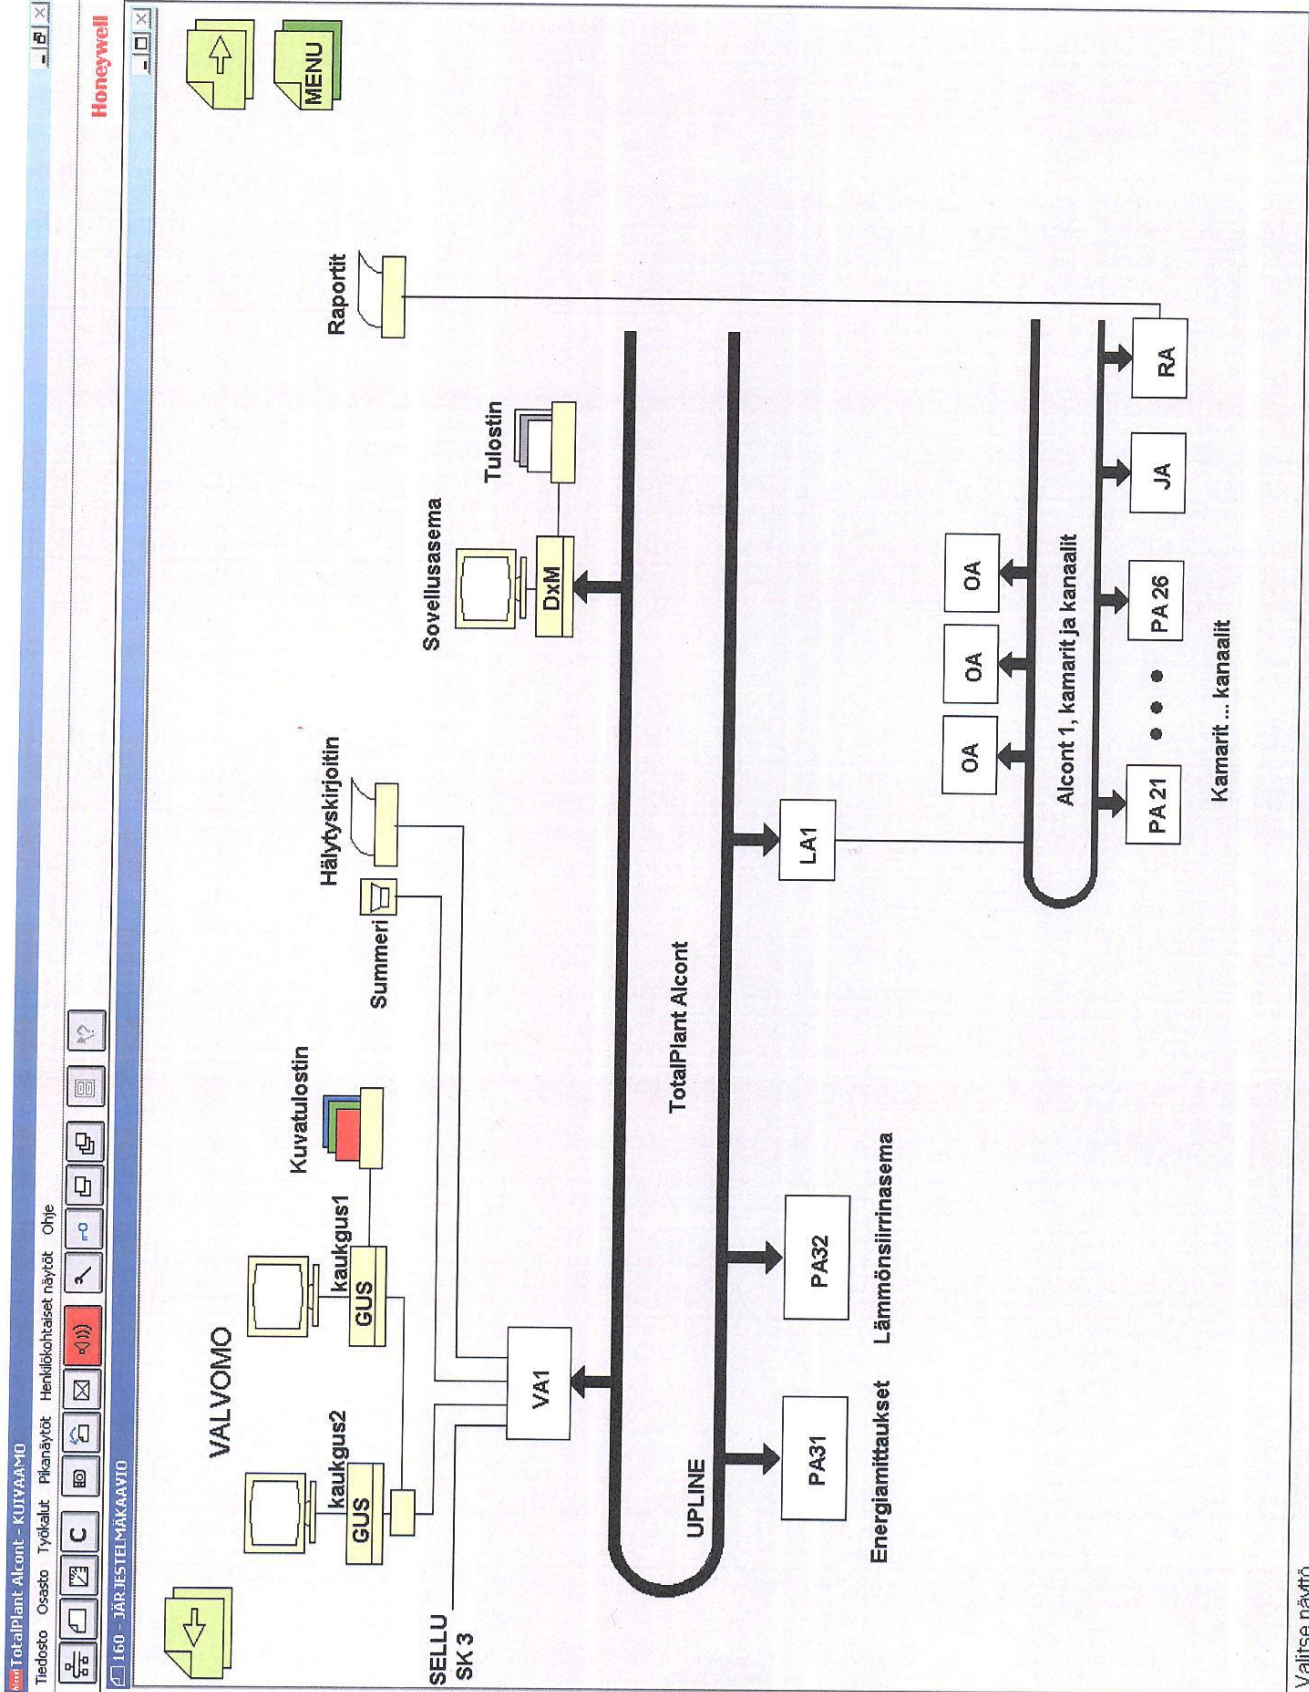 TotalPlant Alcont - KUIVAAMO
Tiedosto Osasto Työkalut Pikanäytöt Henkilökohtaiset näytöt Ohje
C
Honeywell
160 - JÄRJESTELMÄKAAVIO
MENU
VALVOMO
kaukgus2
GUS
kaukgus1
GUS
Kuvatulostin
Summeri
Hälytyskirjoitin
Raportit
SELLU
SK 3
Sovellusasema
DxM
Tulostin
VA1
UPLINE
TotalPlant Alcont
PA31
PA32
LA1
Energiamittaukset
Lämmönsiirrinasema
OA
OA
OA
Alcont 1, kamarit ja kanaalit
PA 21
PA 26
JA
RA
Kamarit ... kanaalit
Valitse näyttö